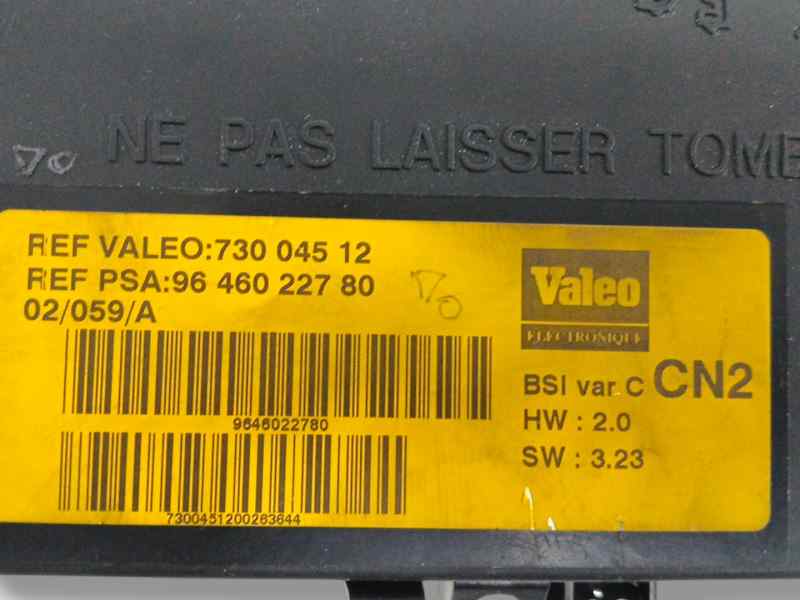 NE PAS LAISSER TOMBE
REF VALEO:730 045 12
REF PSA:96 460 227 80
02/059/A
Valeo
ELECTRONIQUE
BSI var. C CN2
HW : 2.0
SW : 3.23
9646022780
7300451200263644